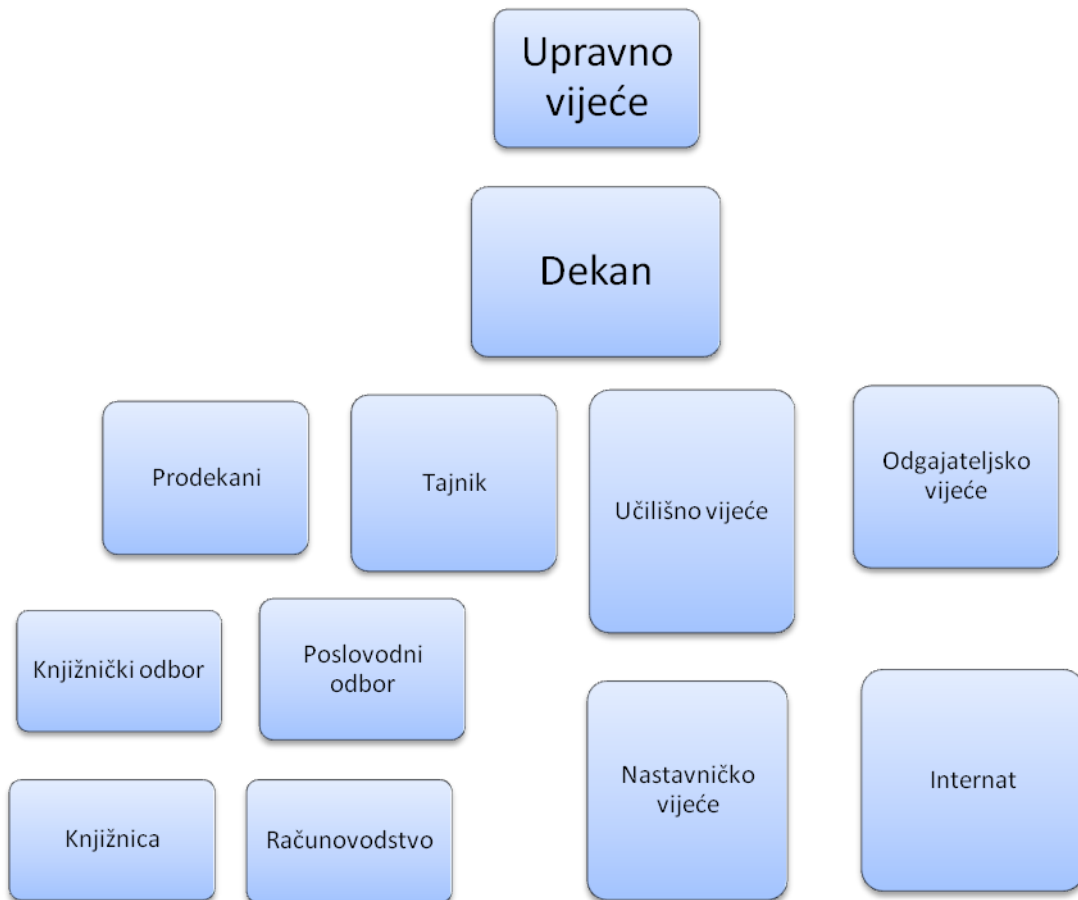 Upravno
vijeće
Dekan
Prodekani
Tajnik
Učilišno vijeće
Odgajateljsko
vijeće
Knjižnički odbor
Poslovodni
odbor
Nastavničko
vijeće
Internat
Knjižnica
Računovodstvo